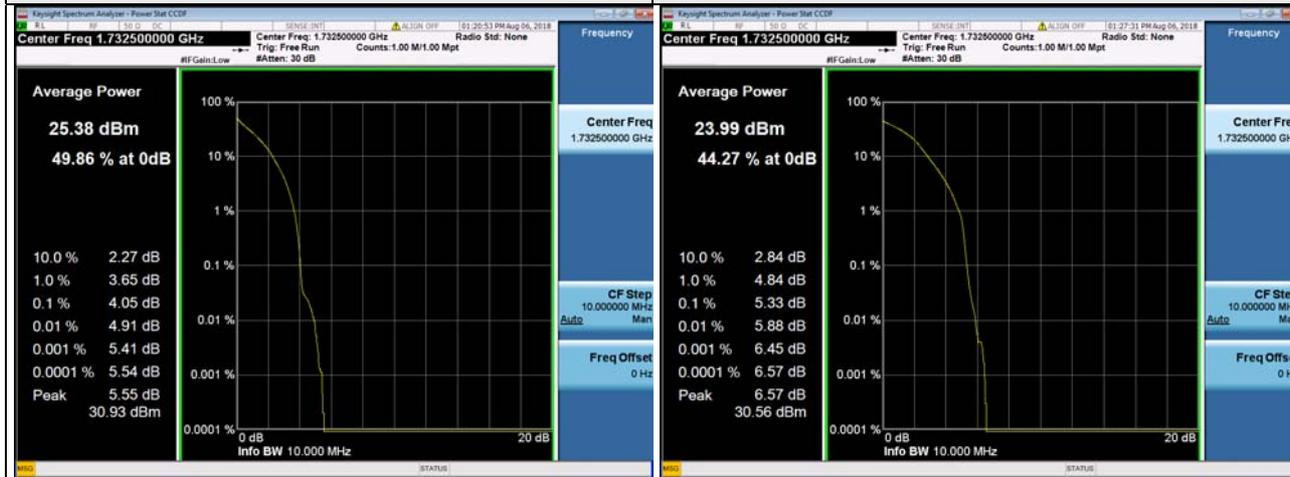 Keysight Spectrum Analyzer - Power Stat CCDF
RL RF 50 Ω DC SENSE:INT ALIGN OFF 01:20:53 PM Aug 06, 2018
Center Freq 1.732500000 GHz
Center Freq: 1.732500000 GHz Radio Std: None
Trig: Free Run Counts:1.00 M/1.00 Mpt
#IFGain:Low #Atten: 30 dB
Frequency
Average Power
25.38 dBm
49.86 % at 0dB
10.0 % 2.27 dB
1.0 % 3.65 dB
0.1 % 4.05 dB
0.01 % 4.91 dB
0.001 % 5.41 dB
0.0001 % 5.54 dB
Peak 5.55 dB
30.93 dBm
100 %
10 %
1 %
0.1 %
0.01 %
0.001 %
0.0001 %
0 dB 20 dB
Info BW 10.000 MHz
Center Freq
1.732500000 GHz
CF Step
10.000000 MHz
Auto Man
Freq Offset
0 Hz
MSG STATUS
Keysight Spectrum Analyzer - Power Stat CCDF
RL RF 50 Ω DC SENSE:INT ALIGN OFF 01:27:31 PM Aug 06, 2018
Center Freq 1.732500000 GHz
Center Freq: 1.732500000 GHz Radio Std: None
Trig: Free Run Counts:1.00 M/1.00 Mpt
#IFGain:Low #Atten: 30 dB
Frequency
Average Power
23.99 dBm
44.27 % at 0dB
10.0 % 2.84 dB
1.0 % 4.84 dB
0.1 % 5.33 dB
0.01 % 5.88 dB
0.001 % 6.45 dB
0.0001 % 6.57 dB
Peak 6.57 dB
30.56 dBm
100 %
10 %
1 %
0.1 %
0.01 %
0.001 %
0.0001 %
0 dB 20 dB
Info BW 10.000 MHz
Center Fre
1.732500000 GH
CF Ste
10.000000 MH
Auto Ma
Freq Offs
0 H
MSG STATUS